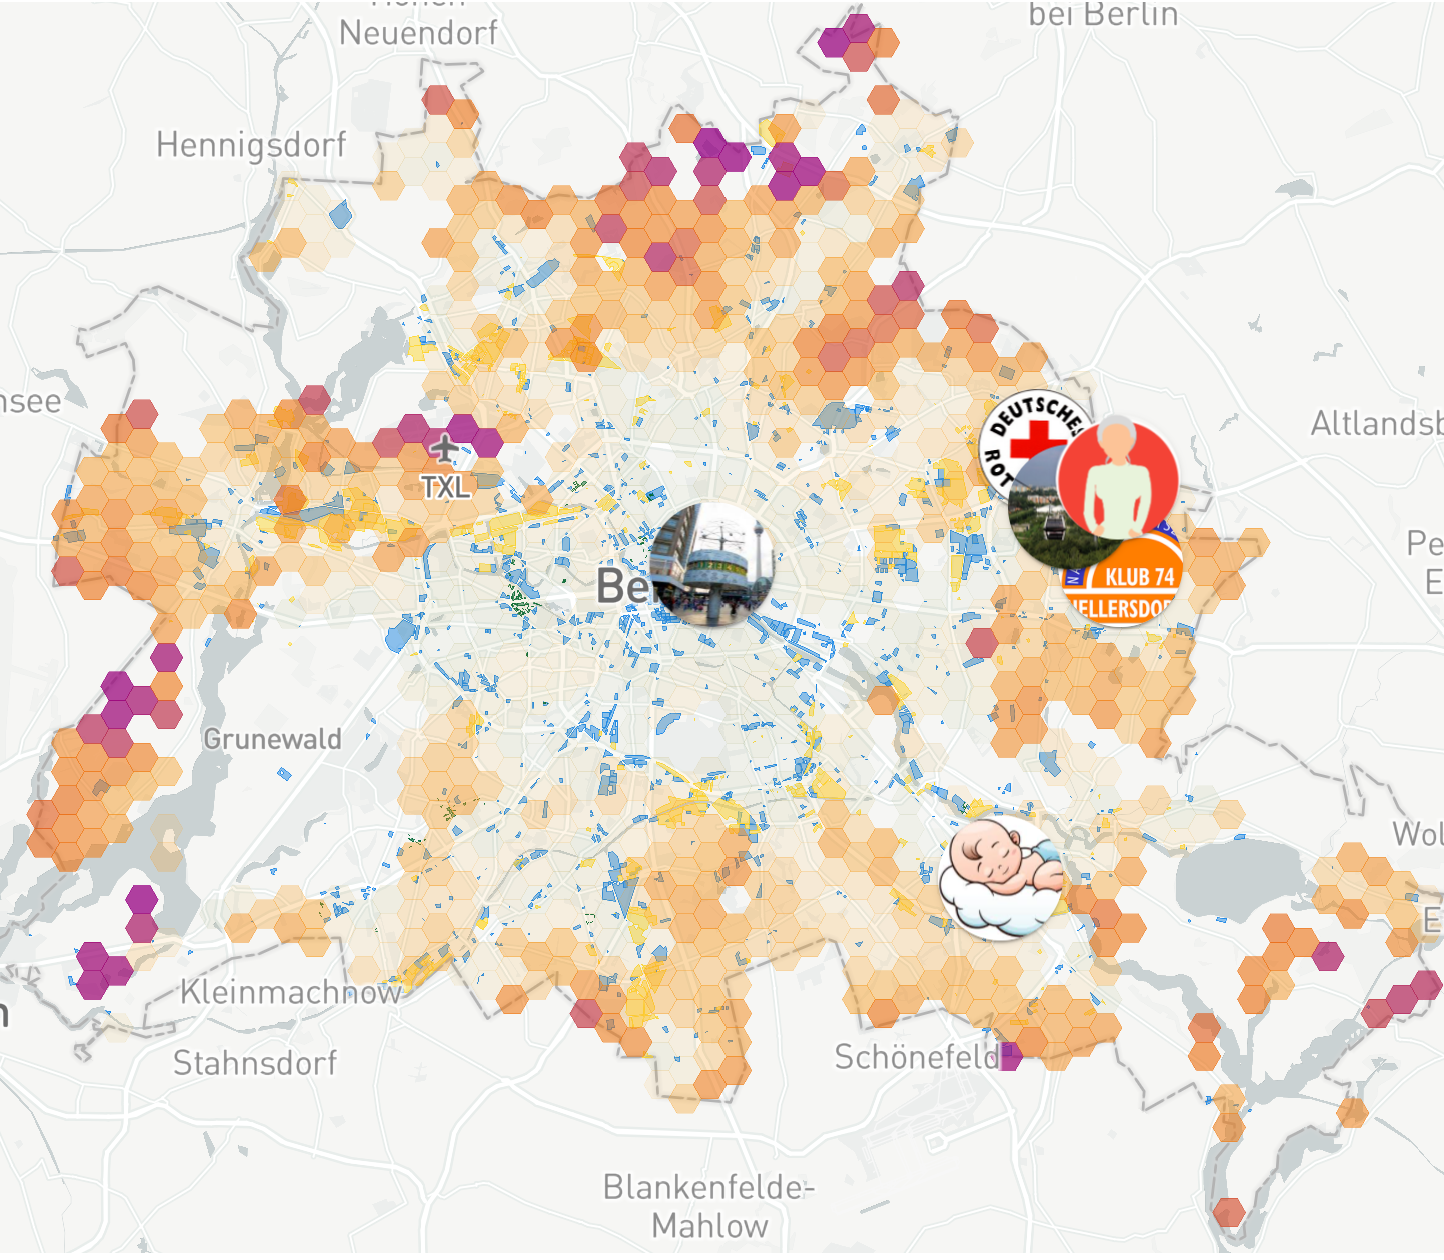 Neuendorf
bei Berlin
Hennigsdorf
nsee
Altlandsb
DEUTSCHES
ROT
TXL
Pe
E
Be
KLUB 74
HELLERSDOR
Grunewald
Wol
E
Kleinmachnow
n
Stahnsdorf
Schönefeld
Blankenfelde-
Mahlow